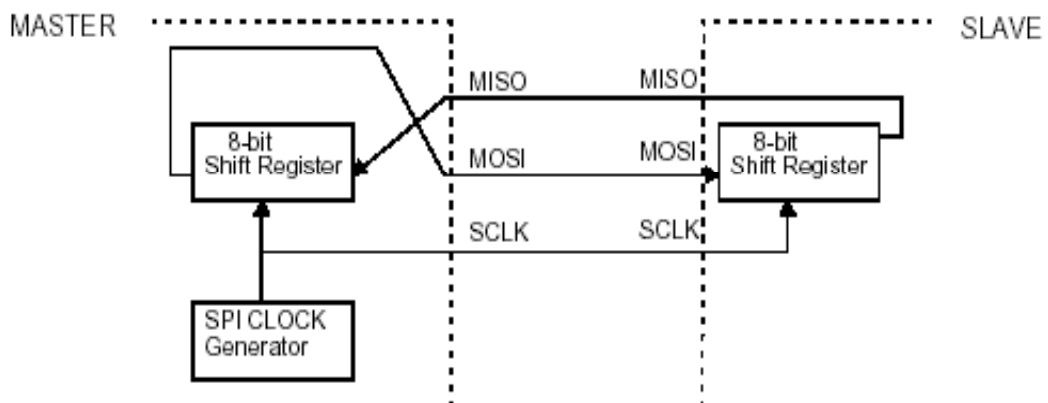 MASTER
SLAVE
MISO
MISO
8-bit
Shift Register
8-bit
Shift Register
MOSI
MOSI
SCLK
SCLK
SPI CLOCK
Generator